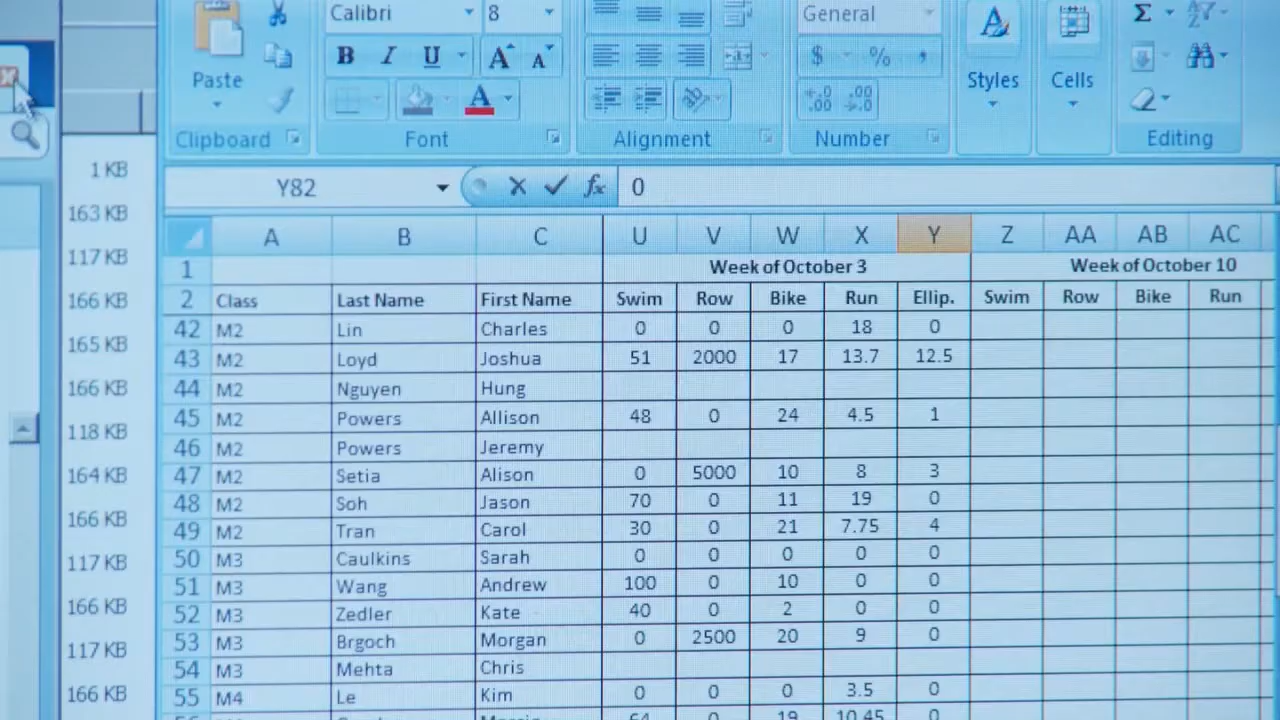 Calibri 8 General Σ
B I U A A $ % ,
Paste Styles Cells
Clipboard Font Alignment Number Editing
1 KB
163 KB
117 KB
166 KB
165 KB
166 KB
118 KB
164 KB
166 KB
117 KB
166 KB
117 KB
166 KB
Y82 fx 0
A B C U V W X Y Z AA AB AC
1 Week of October 3 Week of October 10
2 Class Last Name First Name Swim Row Bike Run Ellip. Swim Row Bike Run
42 M2 Lin Charles 0 0 0 18 0
43 M2 Loyd Joshua 51 2000 17 13.7 12.5
44 M2 Nguyen Hung
45 M2 Powers Allison 48 0 24 4.5 1
46 M2 Powers Jeremy
47 M2 Setia Alison 0 5000 10 8 3
48 M2 Soh Jason 70 0 11 19 0
49 M2 Tran Carol 30 0 21 7.75 4
50 M3 Caulkins Sarah 0 0 0 0 0
51 M3 Wang Andrew 100 0 10 0 0
52 M3 Zedler Kate 40 0 2 0 0
53 M3 Brgoch Morgan 0 2500 20 9 0
54 M3 Mehta Chris
55 M4 Le Kim 0 0 0 3.5 0
64 0 19 10.45 0